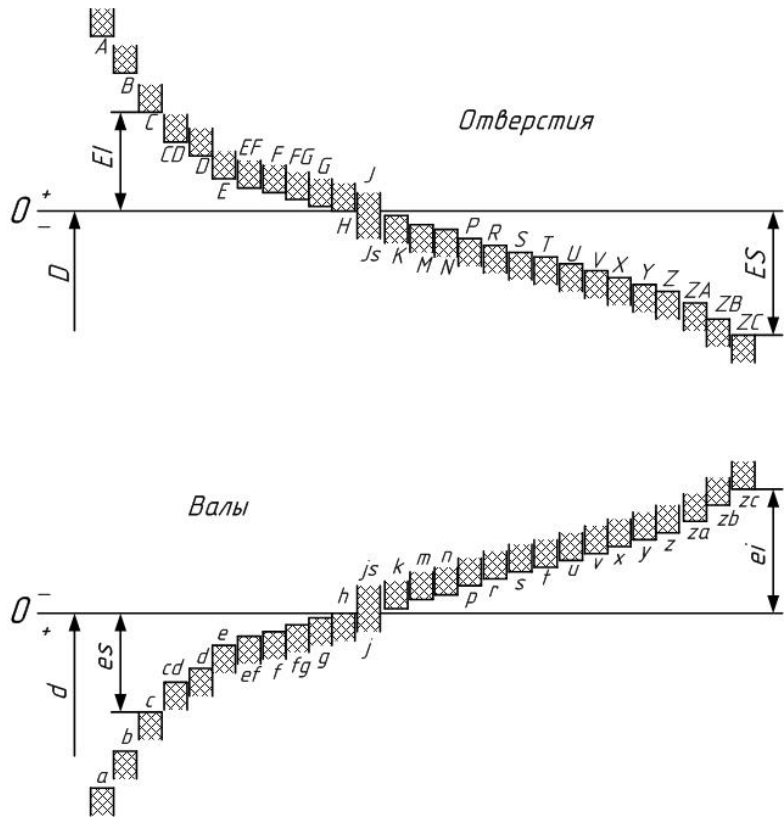 A
B
C
CD
D
E
EF
F
FG
G
H
J
Js
K
M
N
P
R
S
T
U
V
X
Y
Z
ZA
ZB
ZC
Отверстия
EI
ES
0
+
−
D
Валы
0
−
+
d
es
ei
a
b
c
cd
d
e
ef
f
fg
g
h
js
j
k
m
n
p
r
s
t
u
v
x
y
z
za
zb
zc